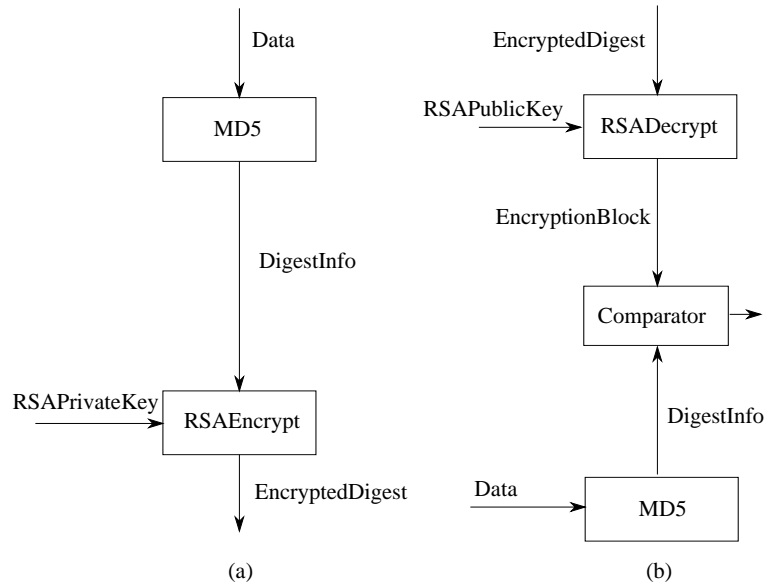 Data
MD5
DigestInfo
RSAPrivateKey
RSAEncrypt
EncryptedDigest
(a)
EncryptedDigest
RSAPublicKey
RSADecrypt
EncryptionBlock
Comparator
DigestInfo
Data
MD5
(b)